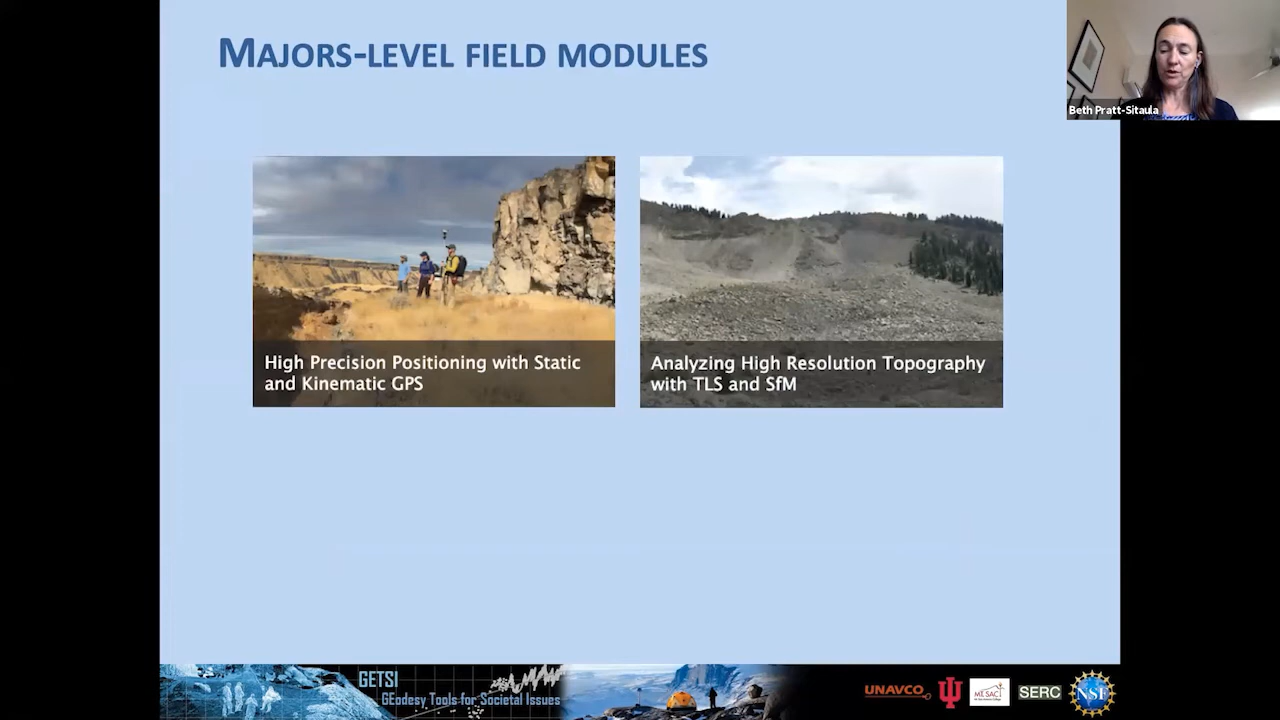 MAJORS-LEVEL FIELD MODULES
Beth Pratt-Sitaula
High Precision Positioning with Static
and Kinematic GPS
Analyzing High Resolution Topography
with TLS and SfM
GETSI
GEodesy Tools for Societal Issues
UNAVCO
SERC
NSF